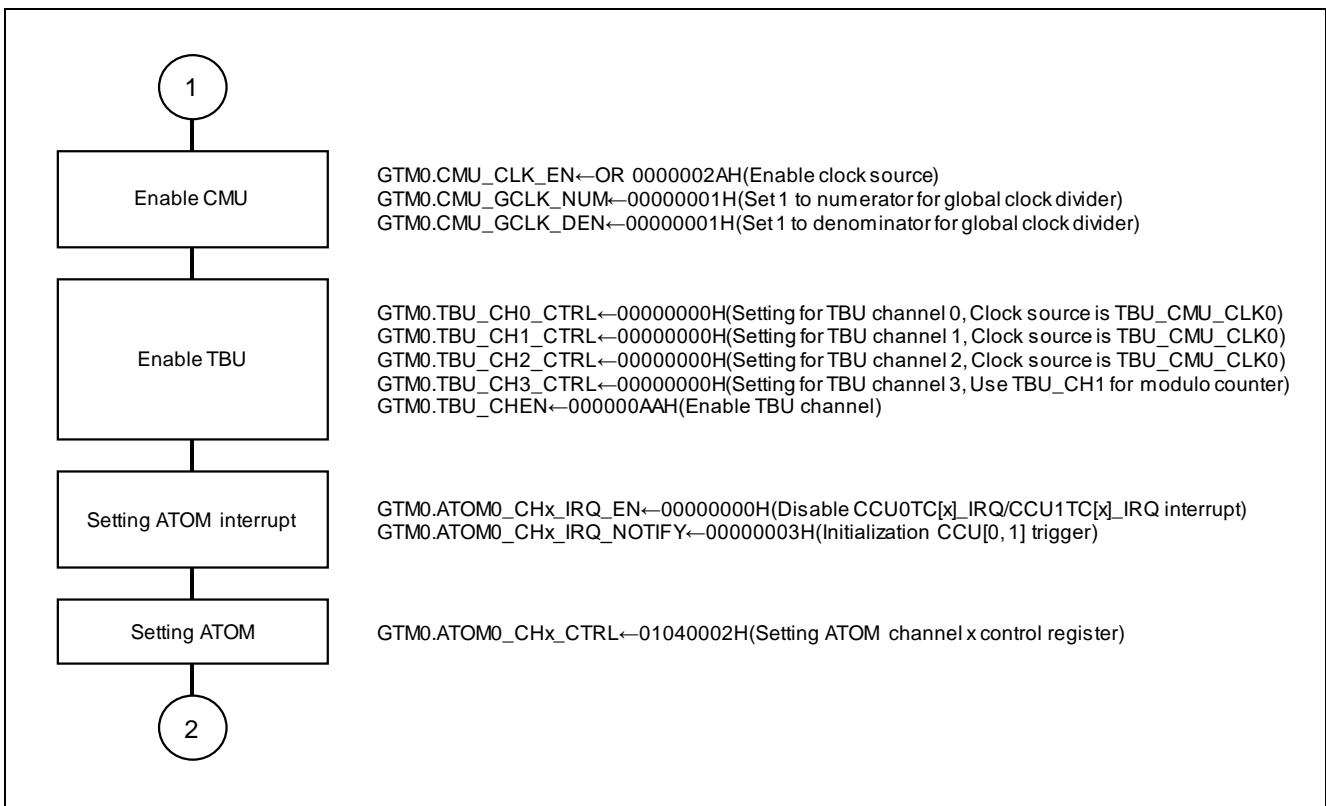 1
Enable CMU
GTM0.CMU_CLK_EN←OR 0000002AH(Enable clock source)
GTM0.CMU_GCLK_NUM←00000001H(Set 1 to numerator for global clock divider)
GTM0.CMU_GCLK_DEN←00000001H(Set 1 to denominator for global clock divider)
Enable TBU
GTM0.TBU_CH0_CTRL←00000000H(Setting for TBU channel 0, Clock source is TBU_CMU_CLK0)
GTM0.TBU_CH1_CTRL←00000000H(Setting for TBU channel 1, Clock source is TBU_CMU_CLK0)
GTM0.TBU_CH2_CTRL←00000000H(Setting for TBU channel 2, Clock source is TBU_CMU_CLK0)
GTM0.TBU_CH3_CTRL←00000000H(Setting for TBU channel 3, Use TBU_CH1 for modulo counter)
GTM0.TBU_CHEN←000000AAH(Enable TBU channel)
Setting ATOM interrupt
GTM0.ATOM0_CHx_IRQ_EN←00000000H(Disable CCU0TC[x]_IRQ/CCU1TC[x]_IRQ interrupt)
GTM0.ATOM0_CHx_IRQ_NOTIFY←00000003H(Initialization CCU[0, 1] trigger)
Setting ATOM
GTM0.ATOM0_CHx_CTRL←01040002H(Setting ATOM channel x control register)
2